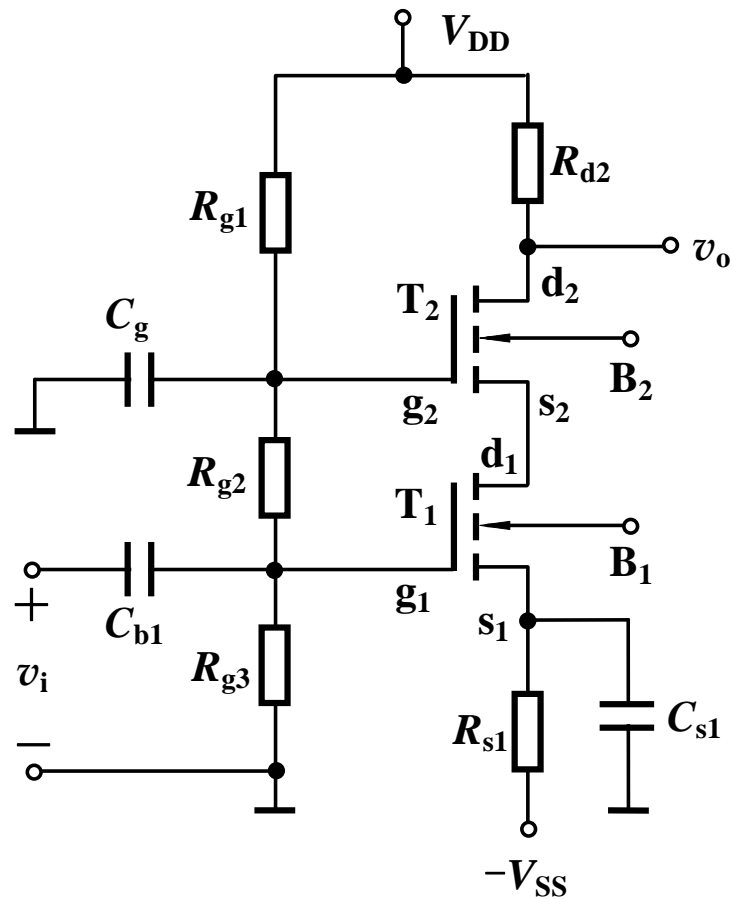 V_DD
R_d2
R_g1
v_o
d_2
T_2
C_g
B_2
g_2
s_2
d_1
R_g2
T_1
B_1
g_1
+
C_b1
s_1
v_i
R_g3
R_s1
C_s1
−
−V_SS